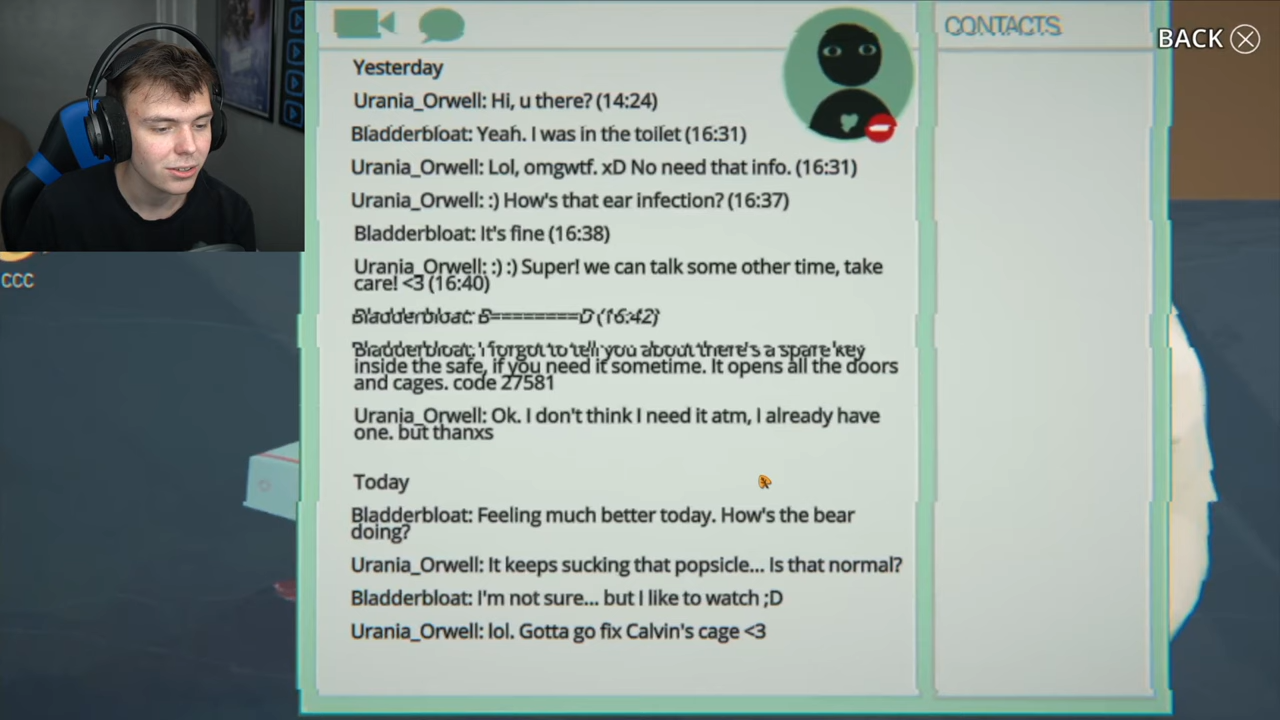 CONTACTS
BACK
Yesterday
Urania_Orwell: Hi, u there? (14:24)
Bladderbloat: Yeah. I was in the toilet (16:31)
Urania_Orwell: Lol, omgwtf. xD No need that info. (16:31)
Urania_Orwell: :) How's that ear infection? (16:37)
Bladderbloat: It's fine (16:38)
Urania_Orwell: :) :) Super! we can talk some other time, take
care! <3 (16:40)
Bladderbloat: B========D (16:42)
Bladderbloat: I forgot to tell you about there's a spare key
inside the safe, if you need it sometime. It opens all the doors
and cages. code 27581
Urania_Orwell: Ok. I don't think I need it atm, I already have
one. but thanxs
Today
Bladderbloat: Feeling much better today. How's the bear
doing?
Urania_Orwell: It keeps sucking that popsicle... Is that normal?
Bladderbloat: I'm not sure... but I like to watch ;D
Urania_Orwell: lol. Gotta go fix Calvin's cage <3
CCC